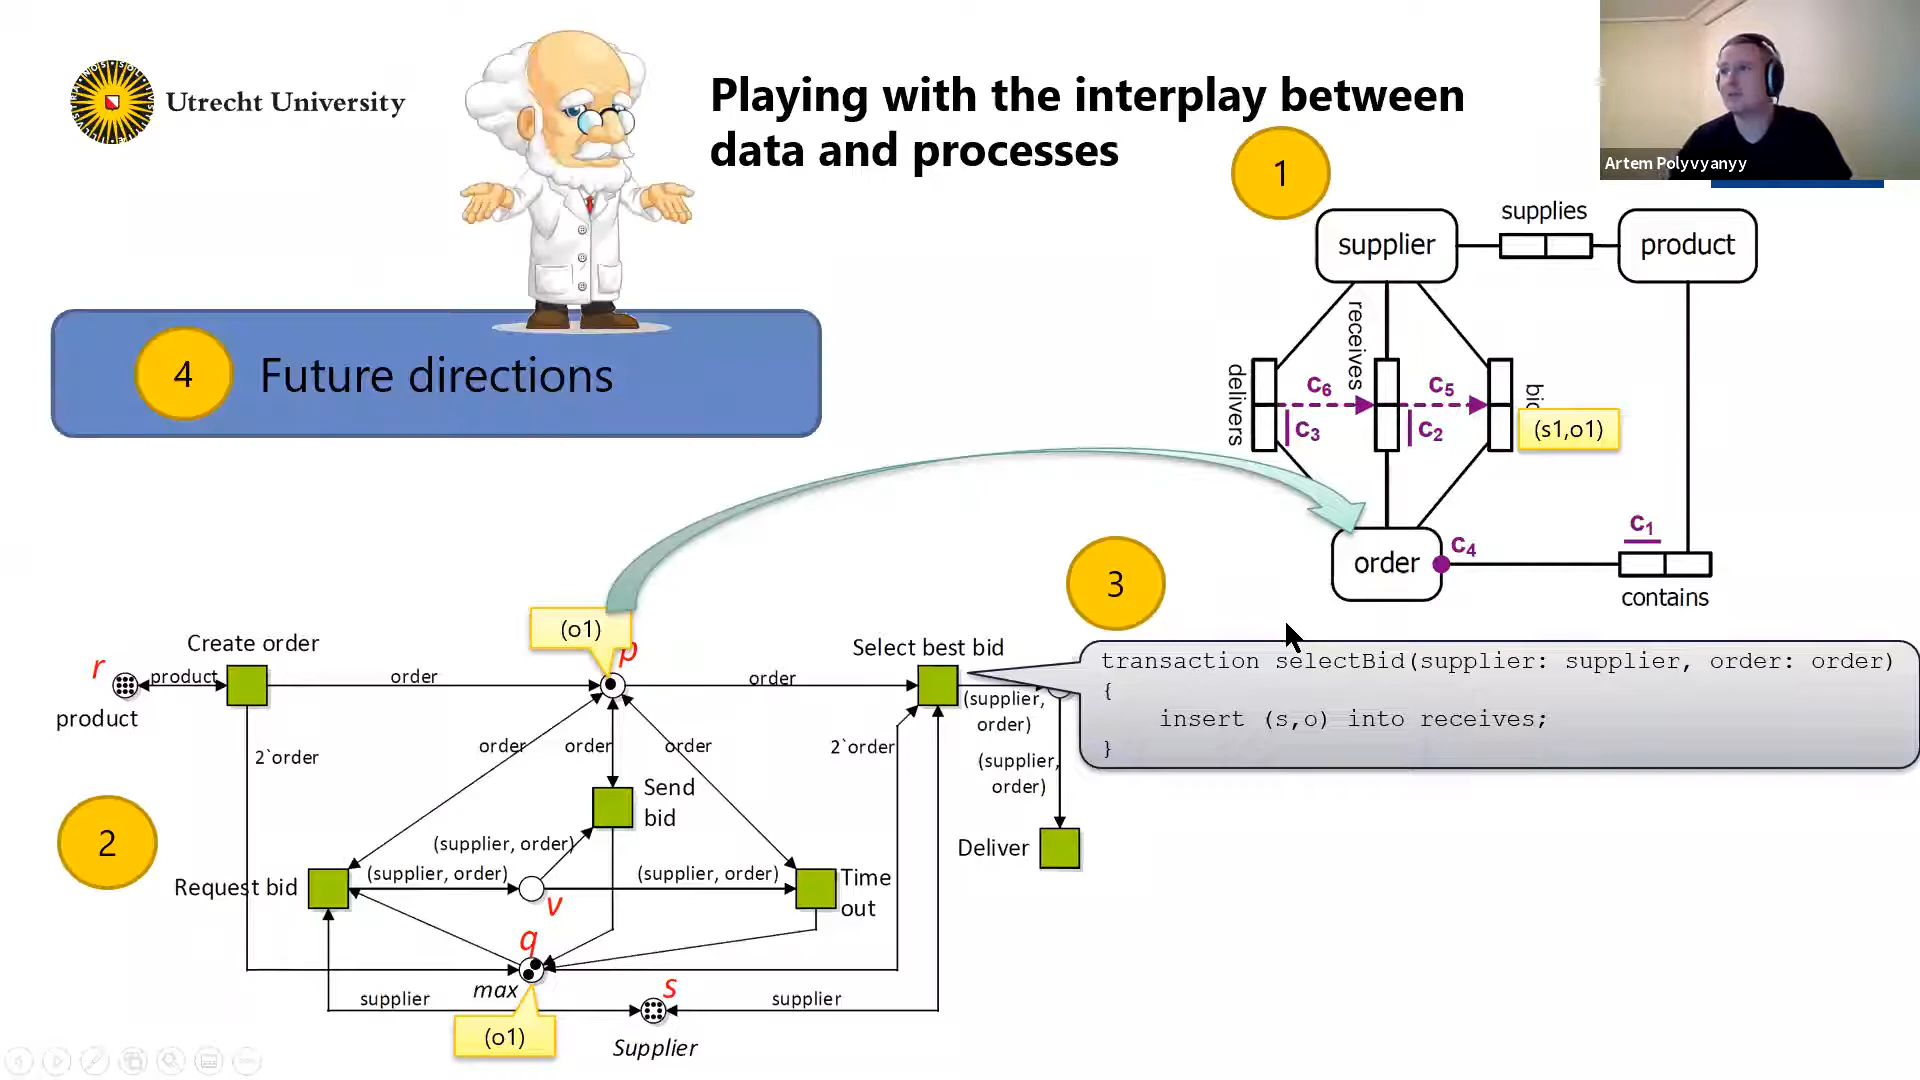 Utrecht University
Playing with the interplay between
data and processes
Artem Polyvyanyy
1
supplies
supplier
product
receives
delivers
C6
C5
C3
C2
(s1,o1)
4
Future directions
C1
C4
order
contains
3
(o1)
p
Create order
r
product
order
order
Select best bid
product
transaction selectBid(supplier: supplier, order: order)
{
insert (s,o) into receives;
}
(supplier,
order)
2`order
order
order
order
2`order
(supplier,
order)
Send
bid
2
(supplier, order)
Deliver
Request bid
(supplier, order)
(supplier, order)
Time
out
v
q
max
s
supplier
supplier
(o1)
Supplier